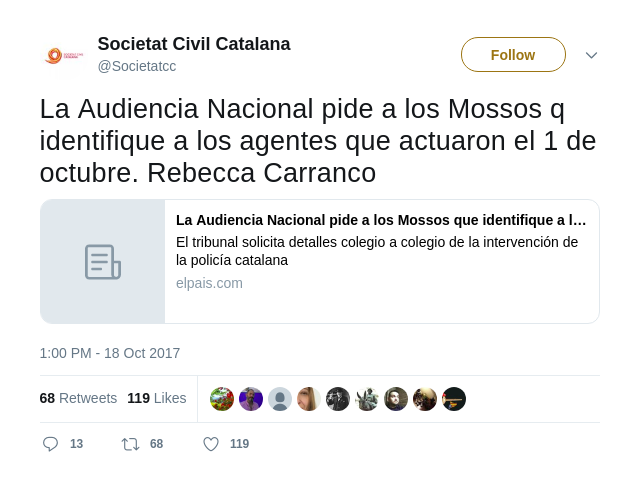 Societat Civil Catalana
@Societatcc
Follow
La Audiencia Nacional pide a los Mossos q
identifique a los agentes que actuaron el 1 de
octubre. Rebecca Carranco
La Audiencia Nacional pide a los Mossos que identifique a l…
El tribunal solicita detalles colegio a colegio de la intervención de
la policía catalana
elpais.com
1:00 PM - 18 Oct 2017
68 Retweets 119 Likes
13 68 119